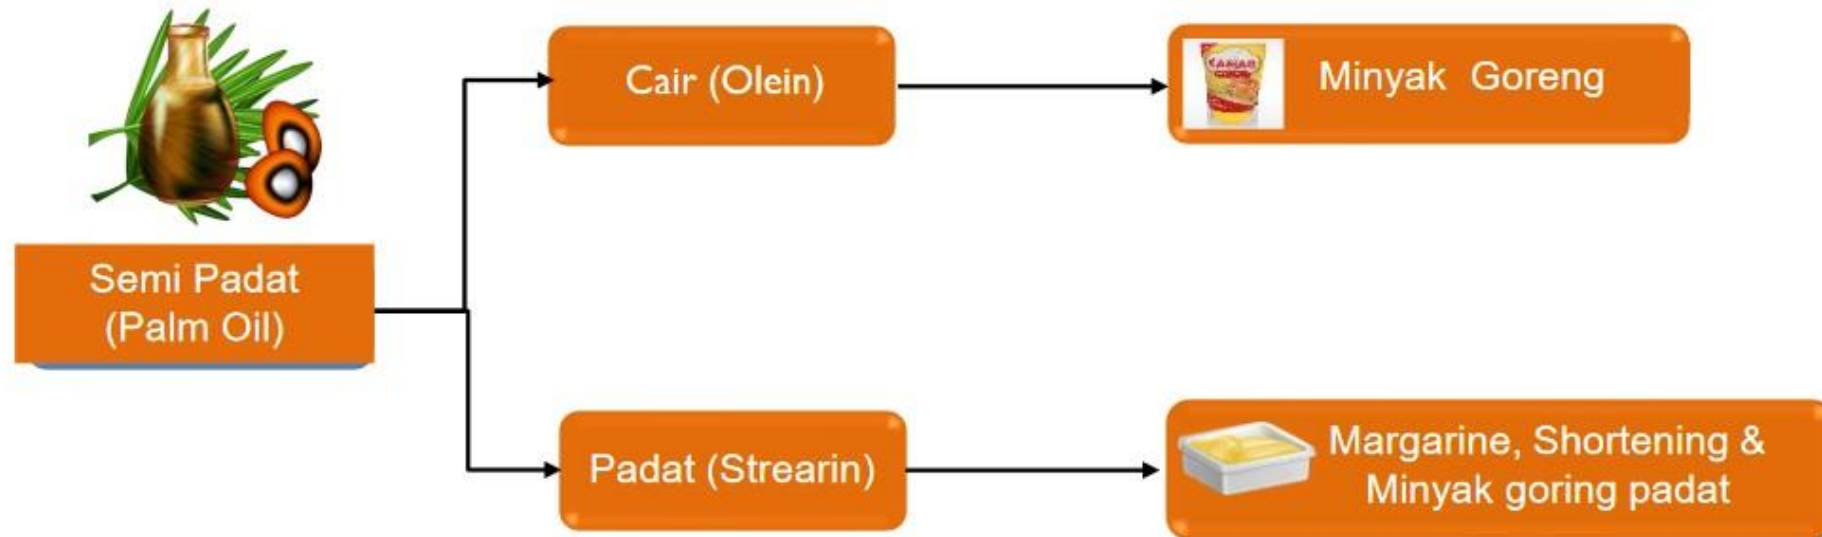 Semi Padat
(Palm Oil)
Cair (Olein)
Minyak Goreng
Padat (Strearin)
Margarine, Shortening &
Minyak goring padat